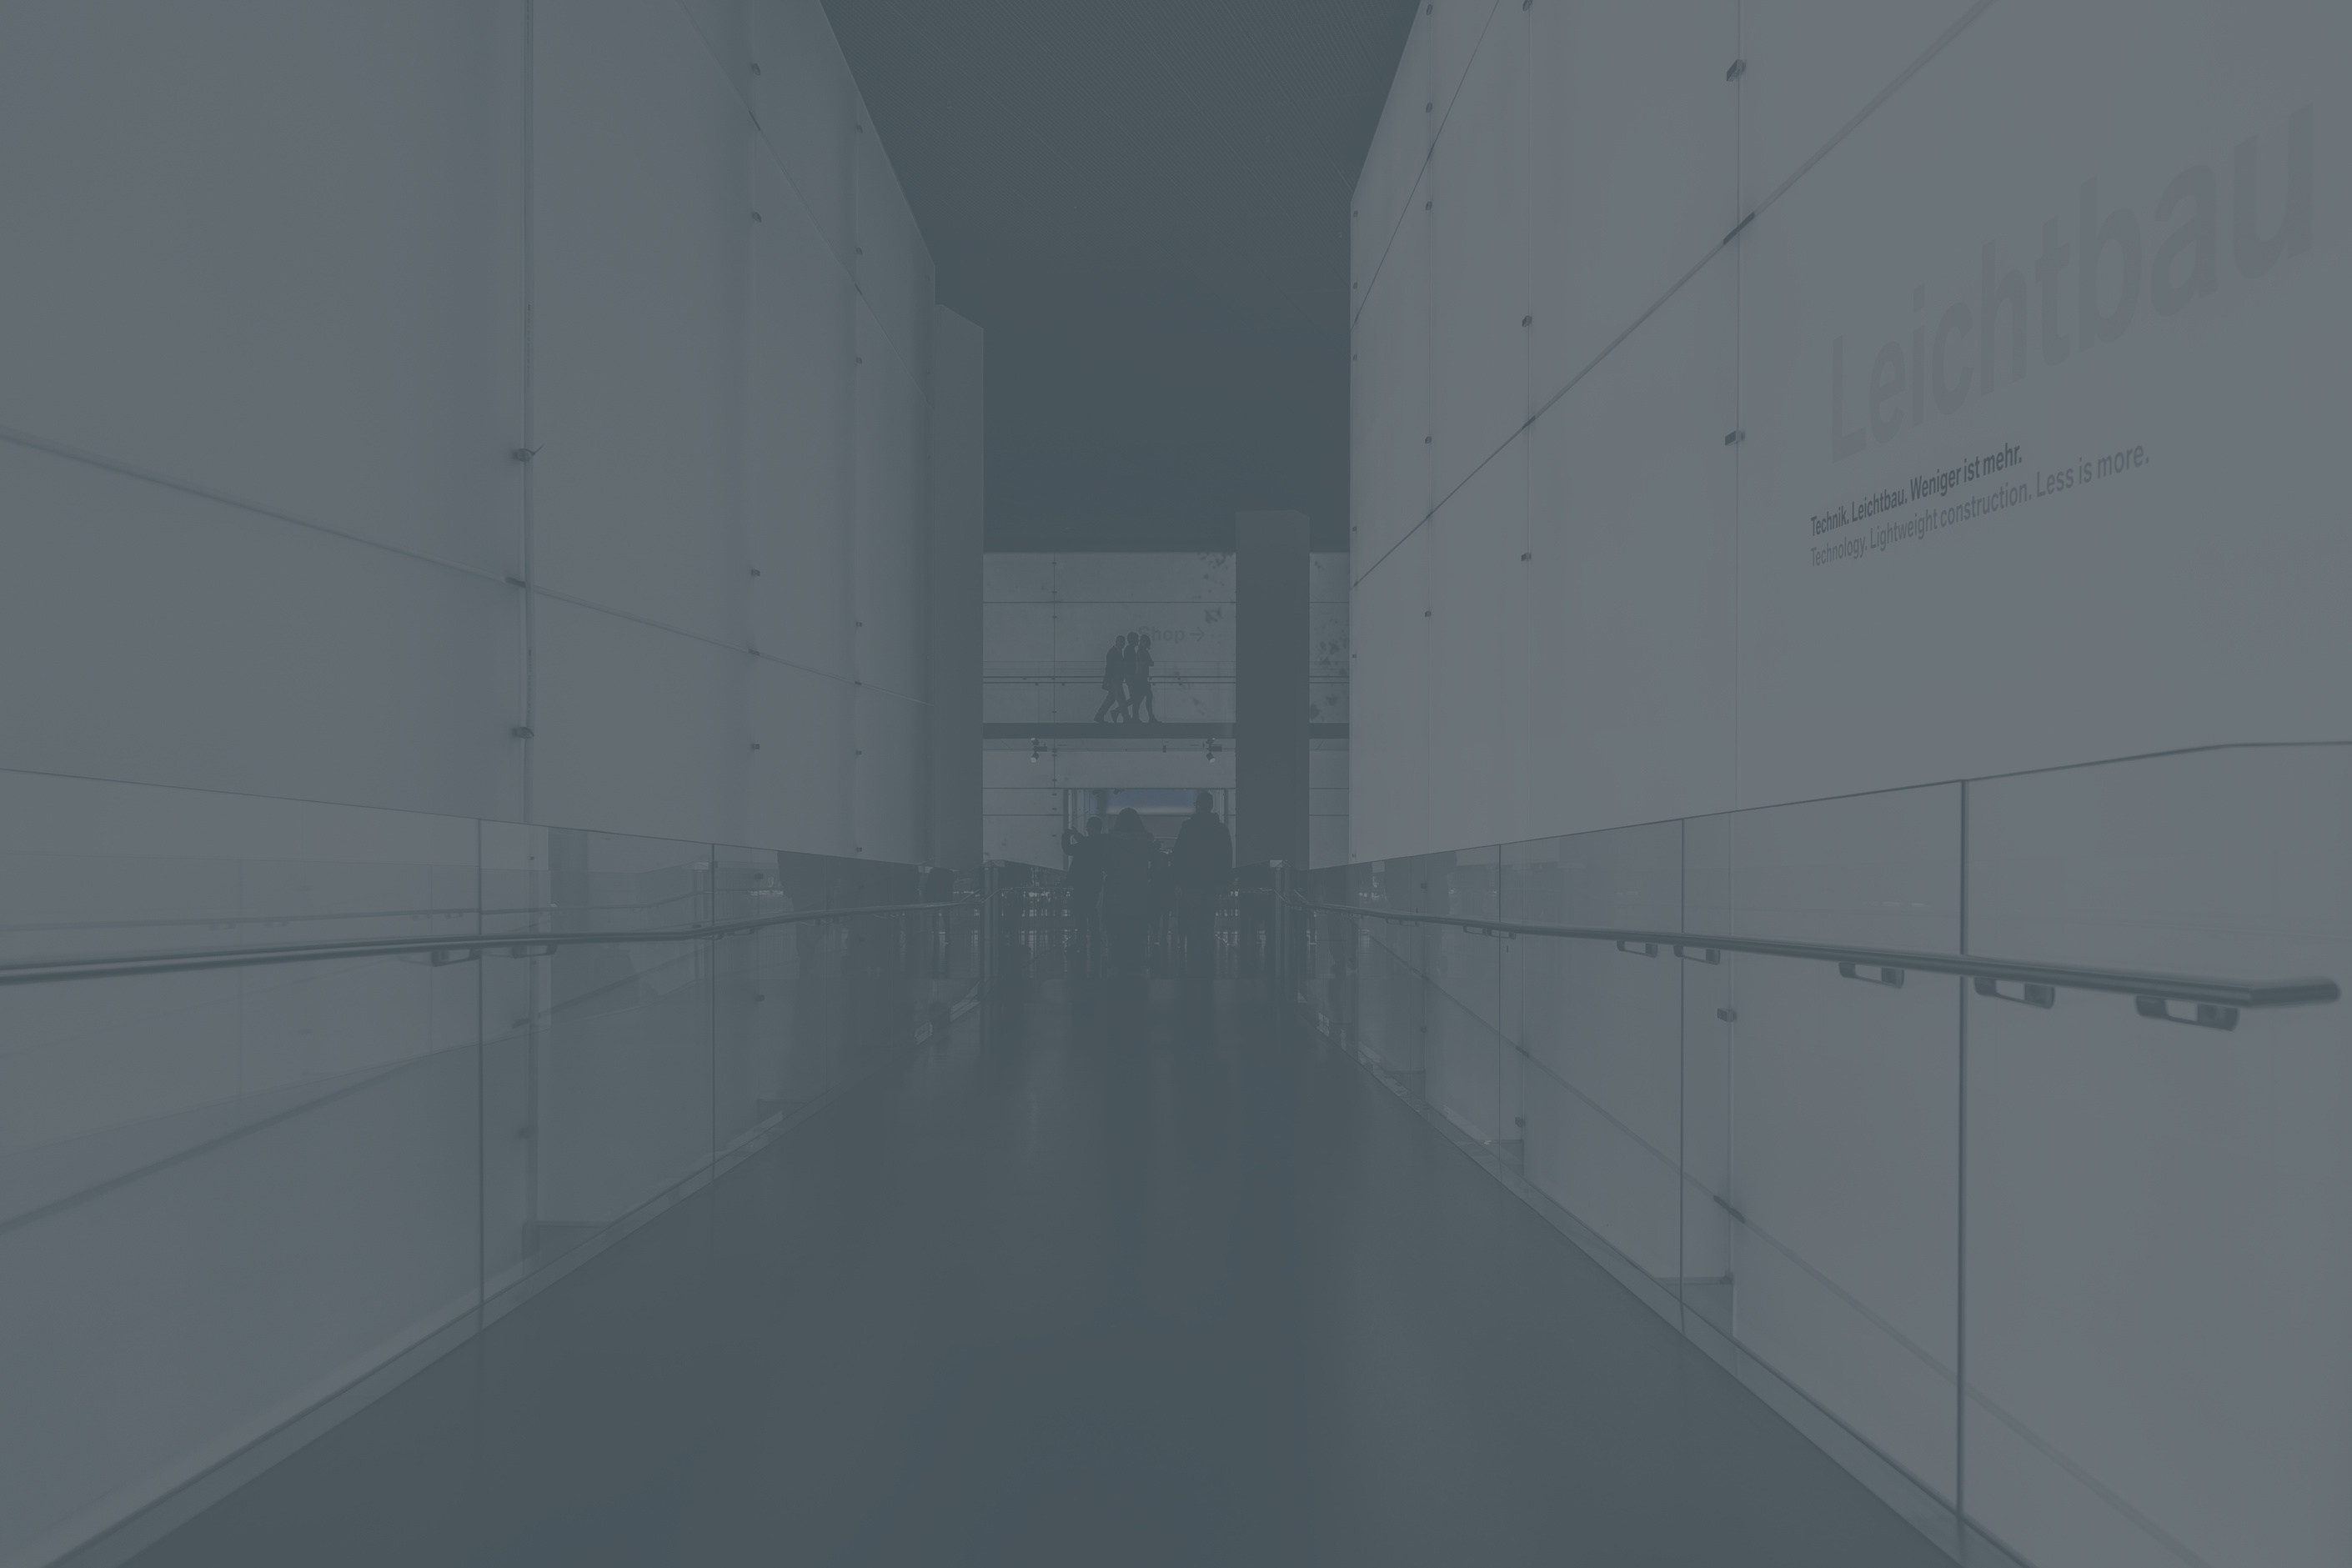 Leichtbau
Technik. Leichtbau. Weniger ist mehr.
Technology. Lightweight construction. Less is more.
Shop →